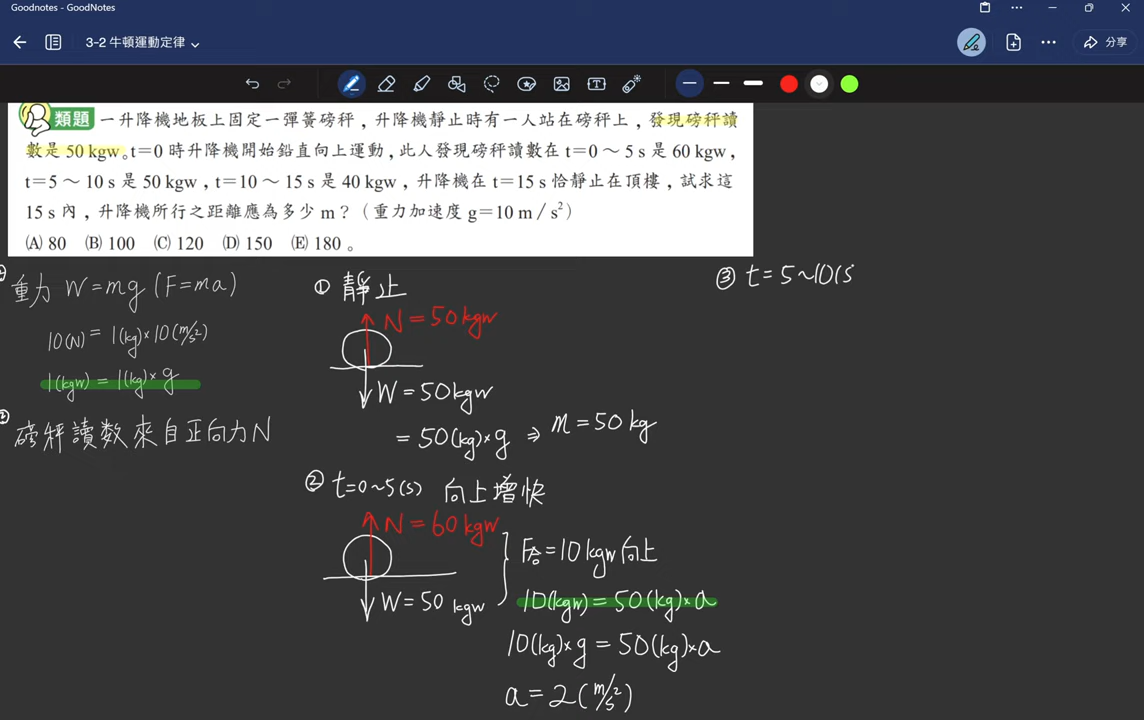 Goodnotes - GoodNotes
3-2 牛頓運動定律
分享
類題 一升降機地板上固定一彈簧磅秤，升降機靜止時有一人站在磅秤上，發現磅秤讀
數是 50 kgw。t=0 時升降機開始鉛直向上運動，此人發現磅秤讀數在 t=0～5 s 是 60 kgw，
t=5～10 s 是 50 kgw，t=10～15 s 是 40 kgw，升降機在 t=15 s 恰靜止在頂樓，試求這
15 s 內，升降機所行之距離應為多少 m？（重力加速度 g=10 m／s²）
(A) 80 (B) 100 (C) 120 (D) 150 (E) 180 。
重力 W=mg (F=ma)
10(N) = 1(kg)×10(m/s²)
1(kgw) = 1(kg)×g
磅秤讀數來自正向力N
① 靜止
N=50kgw
W=50kgw
=50(kg)×g ⇒ m=50kg
② t=0~5(s) 向上增快
N=60kgw
W=50 kgw
F合=10kgw向上
10(kgw)=50(kg)×a
10(kg)×g=50(kg)×a
a=2(m/s²)
③ t=5~10(s